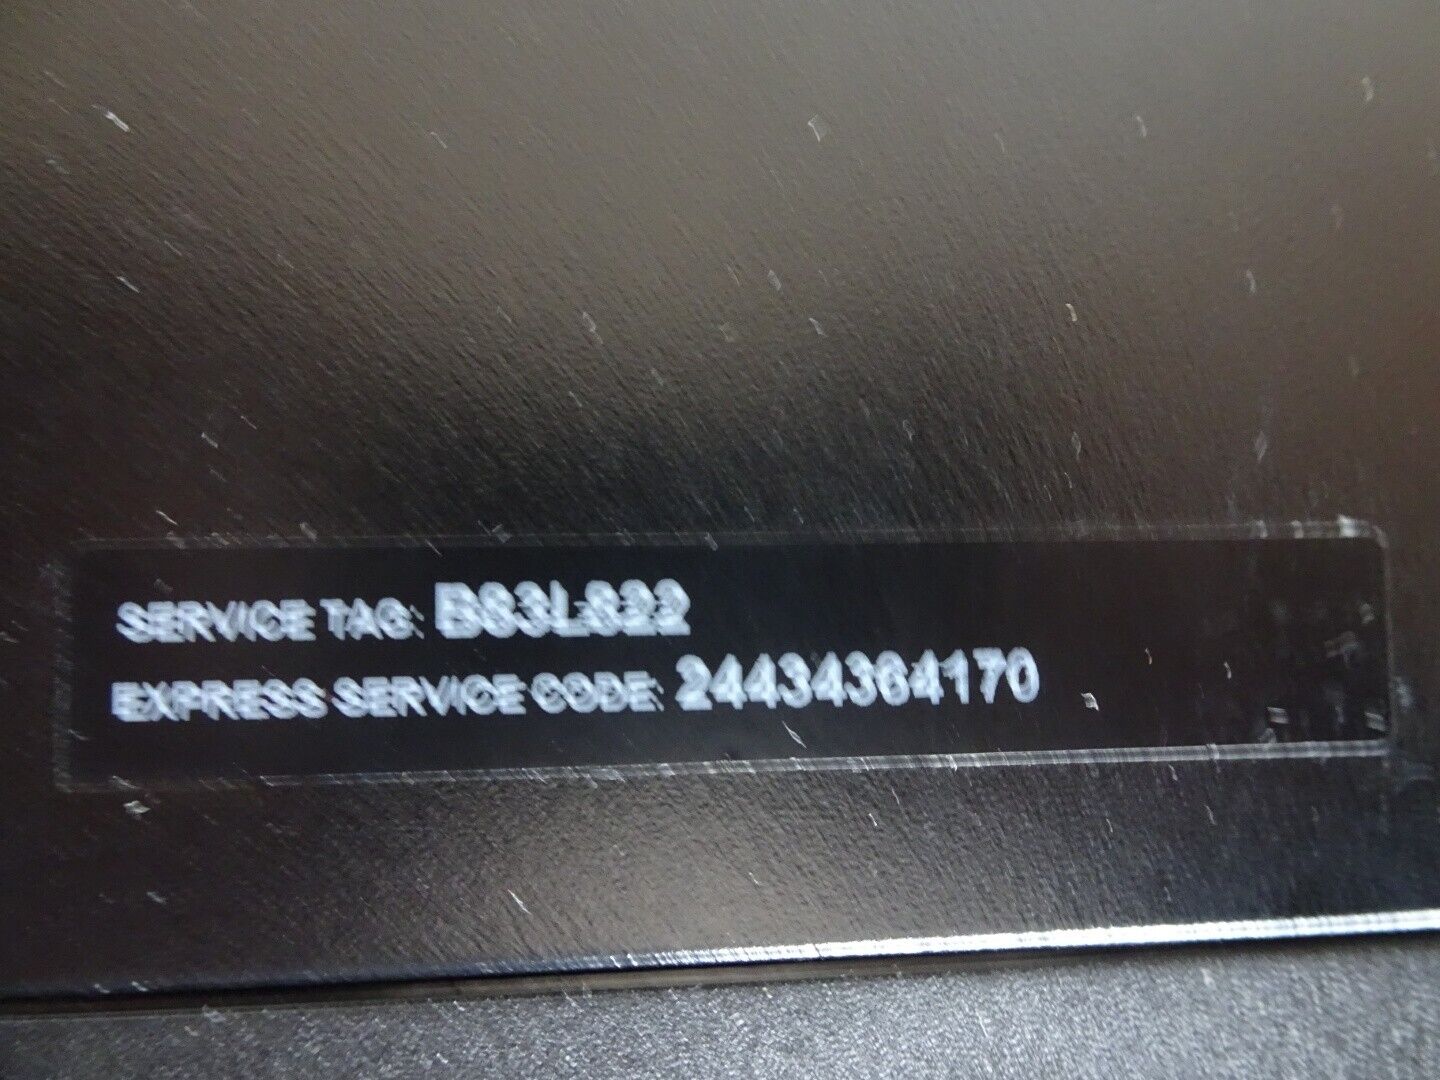 SERVICE TAG: B83L822
EXPRESS SERVICE CODE: 24434364170